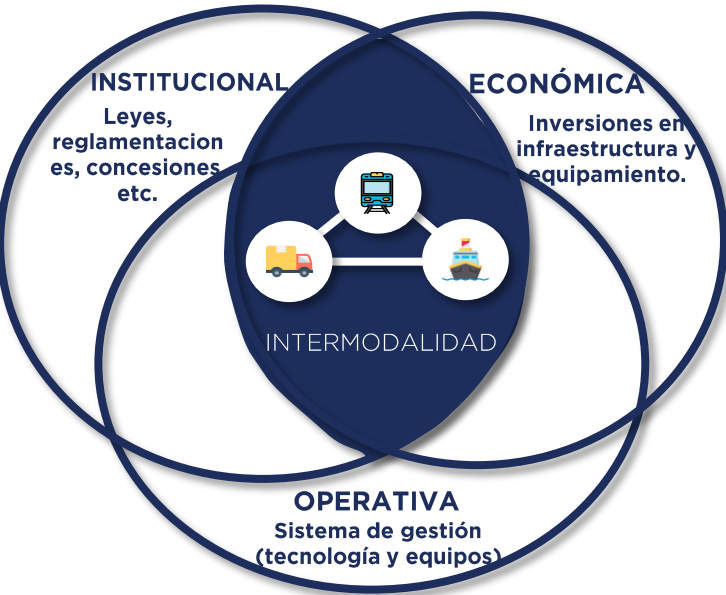 INSTITUCIONAL
Leyes,
reglamentacion
es, concesiones
etc.
ECONÓMICA
Inversiones en
infraestructura y
equipamiento.
INTERMODALIDAD
OPERATIVA
Sistema de gestión
(tecnología y equipos)